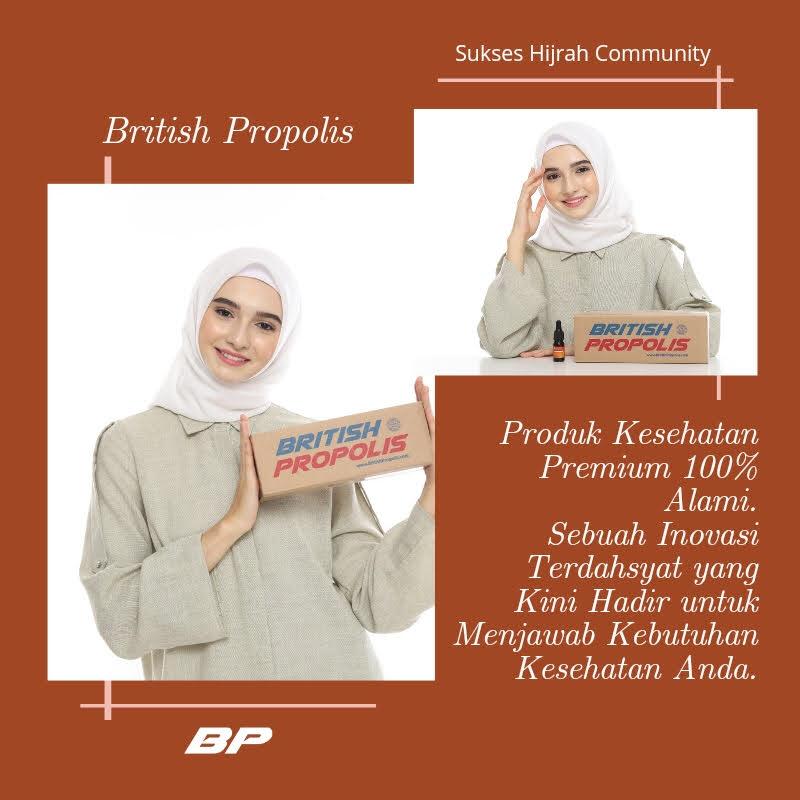 Sukses Hijrah Community
British Propolis
BRITISH
PROPOLIS
BRITISH
PROPOLIS
Produk Kesehatan
Premium 100%
Alami.
Sebuah Inovasi
Terdahsyat yang
Kini Hadir untuk
Menjawab Kebutuhan
Kesehatan Anda.
BP